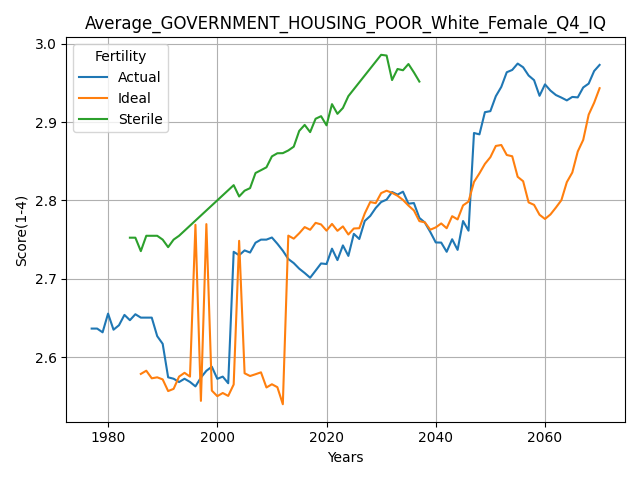 Average_GOVERNMENT_HOUSING_POOR_White_Female_Q4_IQ
Fertility
Actual
Ideal
Sterile
Score(1-4)
3.0
2.9
2.8
2.7
2.6
1980 2000 2020 2040 2060
Years